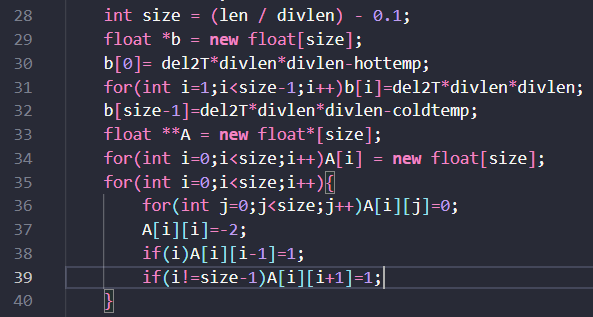 28 int size = (len / divlen) - 0.1;
29 float *b = new float[size];
30 b[0]= del2T*divlen*divlen-hottemp;
31 for(int i=1;i<size-1;i++)b[i]=del2T*divlen*divlen;
32 b[size-1]=del2T*divlen*divlen-coldtemp;
33 float **A = new float*[size];
34 for(int i=0;i<size;i++)A[i] = new float[size];
35 for(int i=0;i<size;i++){
36 for(int j=0;j<size;j++)A[i][j]=0;
37 A[i][i]=-2;
38 if(i)A[i][i-1]=1;
39 if(i!=size-1)A[i][i+1]=1;
40 }